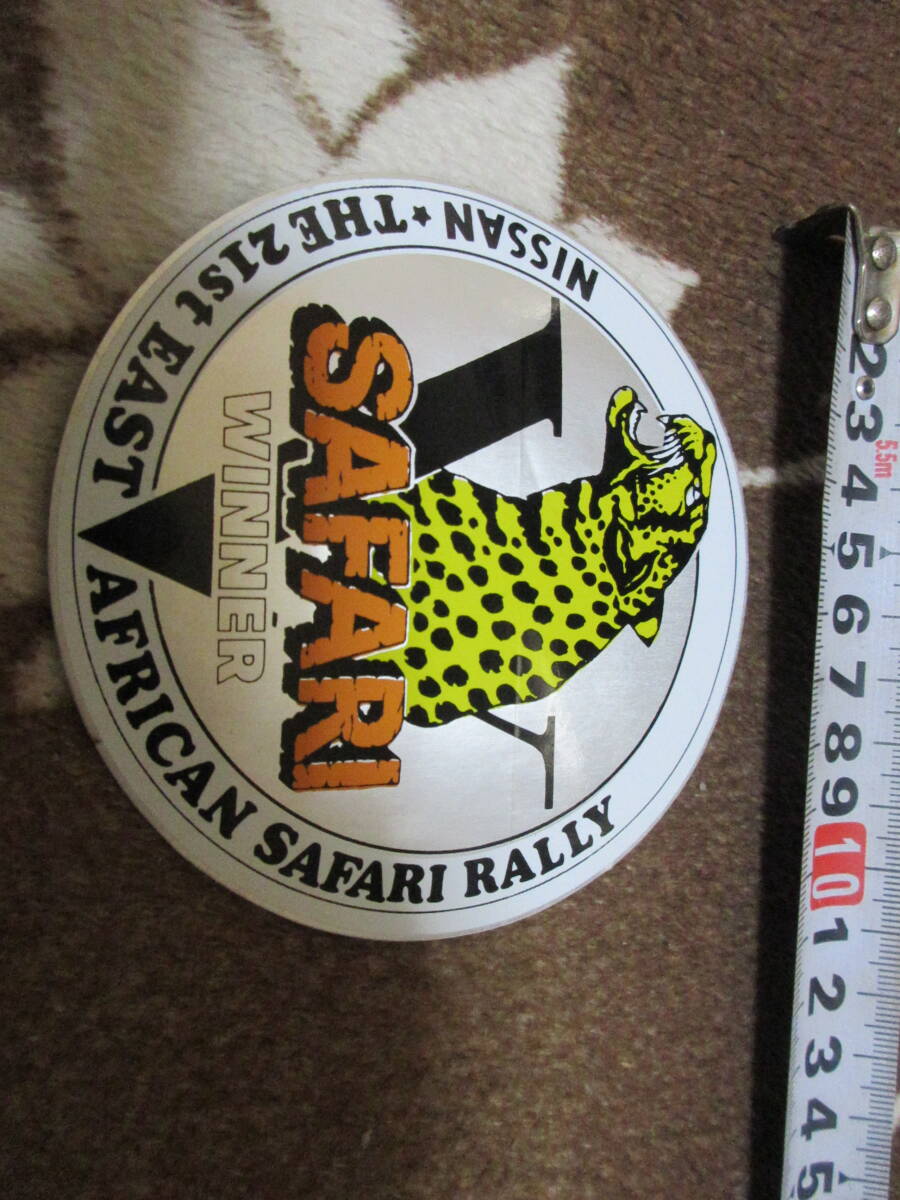 NISSAN ★ THE 21St EAST AFRICAN SAFARI RALLY
V
SAFARI
WINNER
5.5m
2 3 4 5 6 7 8 9 10 1 2 3 4 5